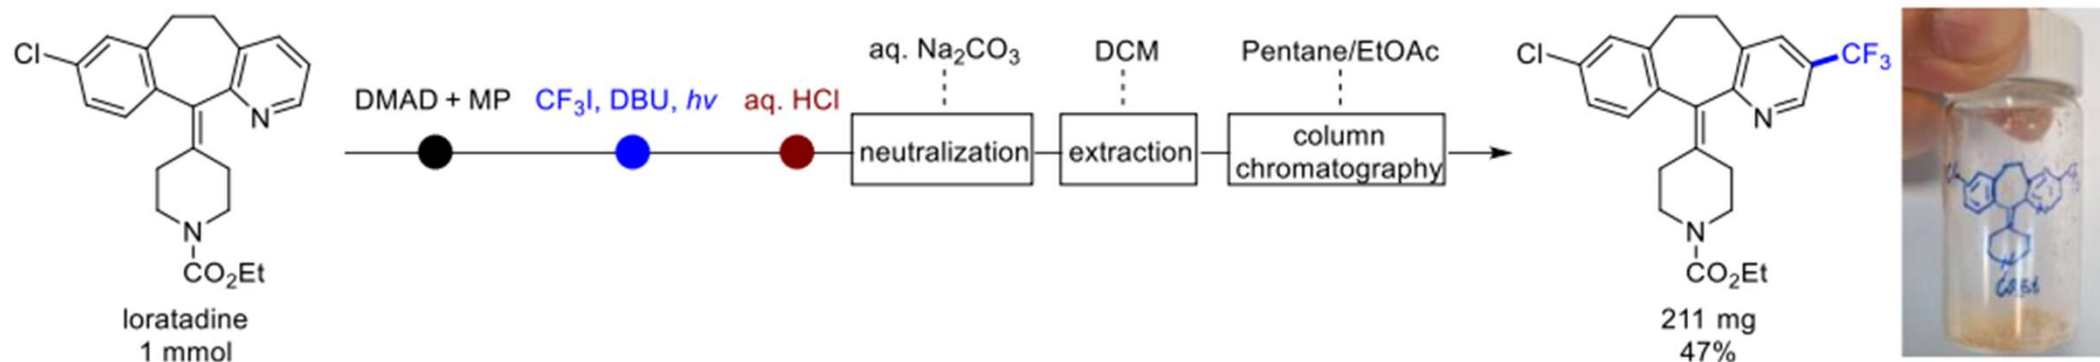 Cl
N
N
CO₂Et
loratadine
1 mmol
DMAD + MP
CF₃I, DBU, hv
aq. HCl
aq. Na₂CO₃
neutralization
DCM
extraction
Pentane/EtOAc
column
chromatography
Cl
CF₃
N
N
CO₂Et
211 mg
47%